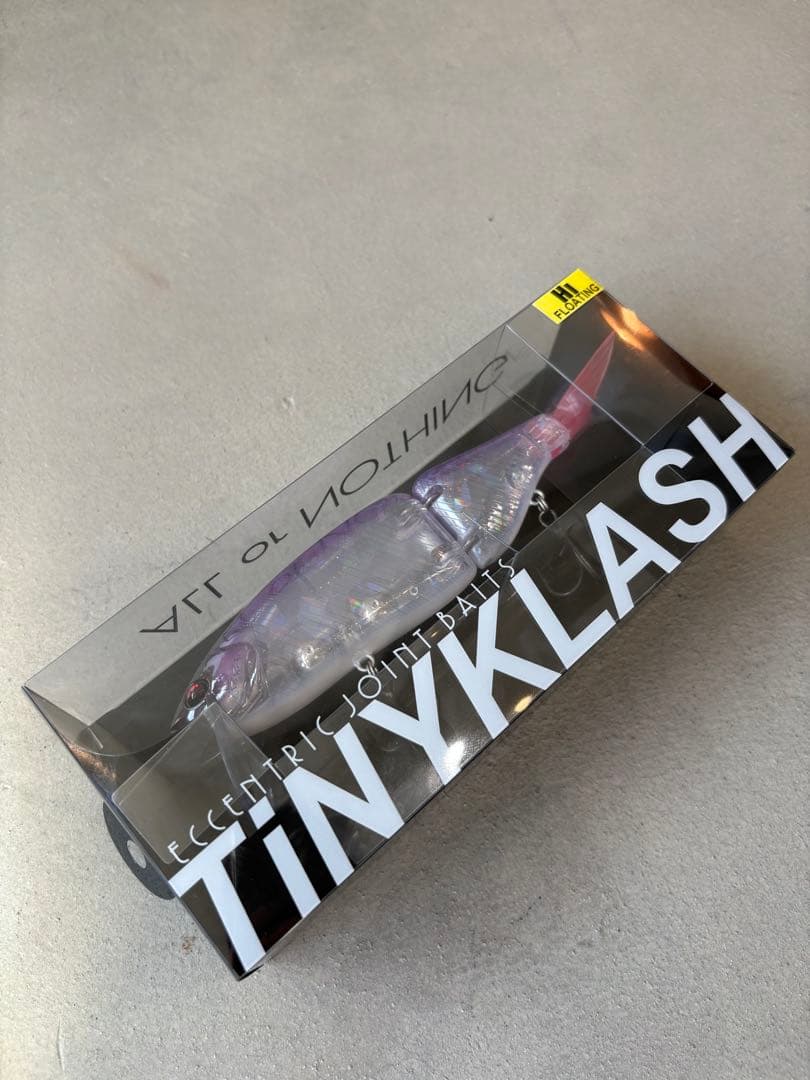 HI
FLOATING
ALL or NOTHING
ECCENTRIC JOINT BAITS
TiNYKLASH